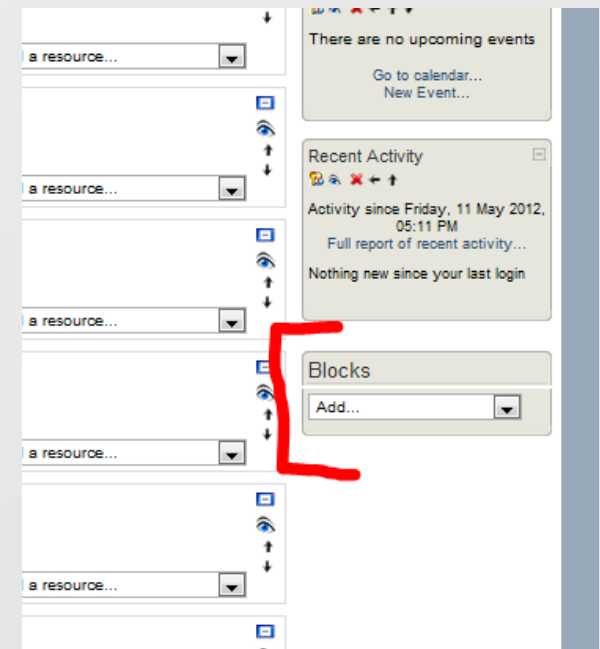 There are no upcoming events
a resource...
Go to calendar...
New Event...
Recent Activity
a resource...
Activity since Friday, 11 May 2012,
05:11 PM
Full report of recent activity...
Nothing new since your last login
a resource...
Blocks
Add...
a resource...
a resource...